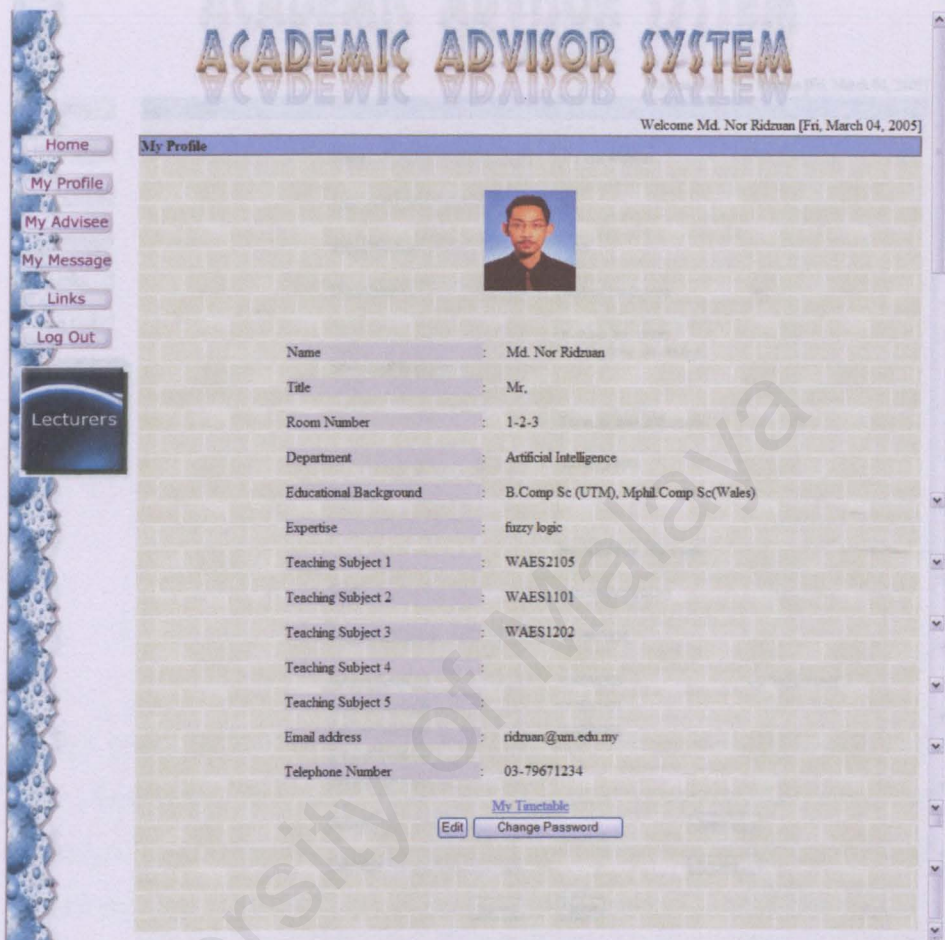 ACADEMIC ADVISOR SYSTEM
Welcome Md. Nor Ridzuan [Fri, March 04, 2005]
Home
My Profile
My Advisee
My Message
Links
Log Out
Lecturers
My Profile
Name : Md. Nor Ridzuan
Title : Mr,
Room Number : 1-2-3
Department : Artificial Intelligence
Educational Background : B.Comp Sc (UTM), Mphil.Comp Sc(Wales)
Expertise : fuzzy logic
Teaching Subject 1 : WAES2105
Teaching Subject 2 : WAES1101
Teaching Subject 3 : WAES1202
Teaching Subject 4 :
Teaching Subject 5 :
Email address : ridzuan@um.edu.my
Telephone Number : 03-79671234
My Timetable
Edit Change Password
ersity of Malaya